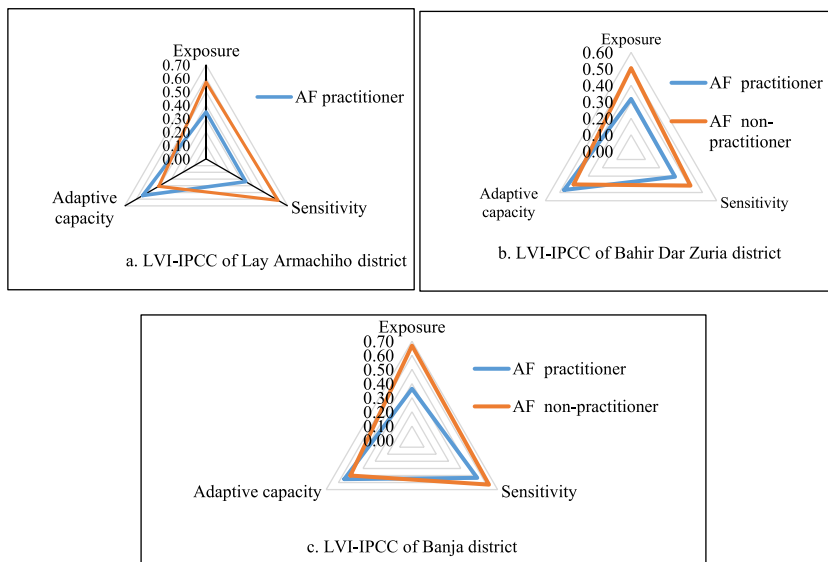 Exposure
0.70
0.60
0.50
0.40
0.30
0.20
0.10
0.00
AF practitioner
Adaptive
capacity
Sensitivity
a. LVI-IPCC of Lay Armachiho district
Exposure
0.60
0.50
0.40
0.30
0.20
0.10
0.00
AF practitioner
AF non-
practitioner
Adaptive
capacity
Sensitivity
b. LVI-IPCC of Bahir Dar Zuria district
Exposure
0.70
0.60
0.50
0.40
0.30
0.20
0.10
0.00
AF practitioner
AF non-practitioner
Adaptive capacity
Sensitivity
c. LVI-IPCC of Banja district